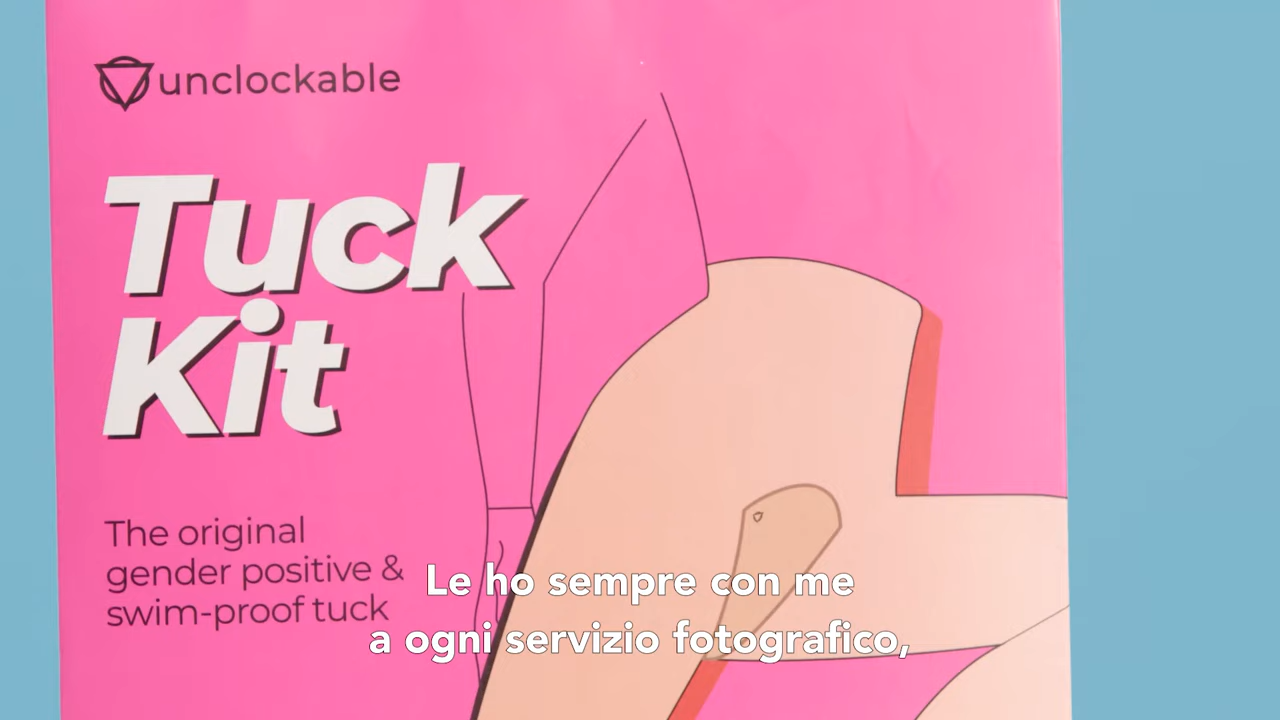 unclockable
Tuck
Kit
The original
gender positive &
swim-proof tuck
Le ho sempre con me
a ogni servizio fotografico,